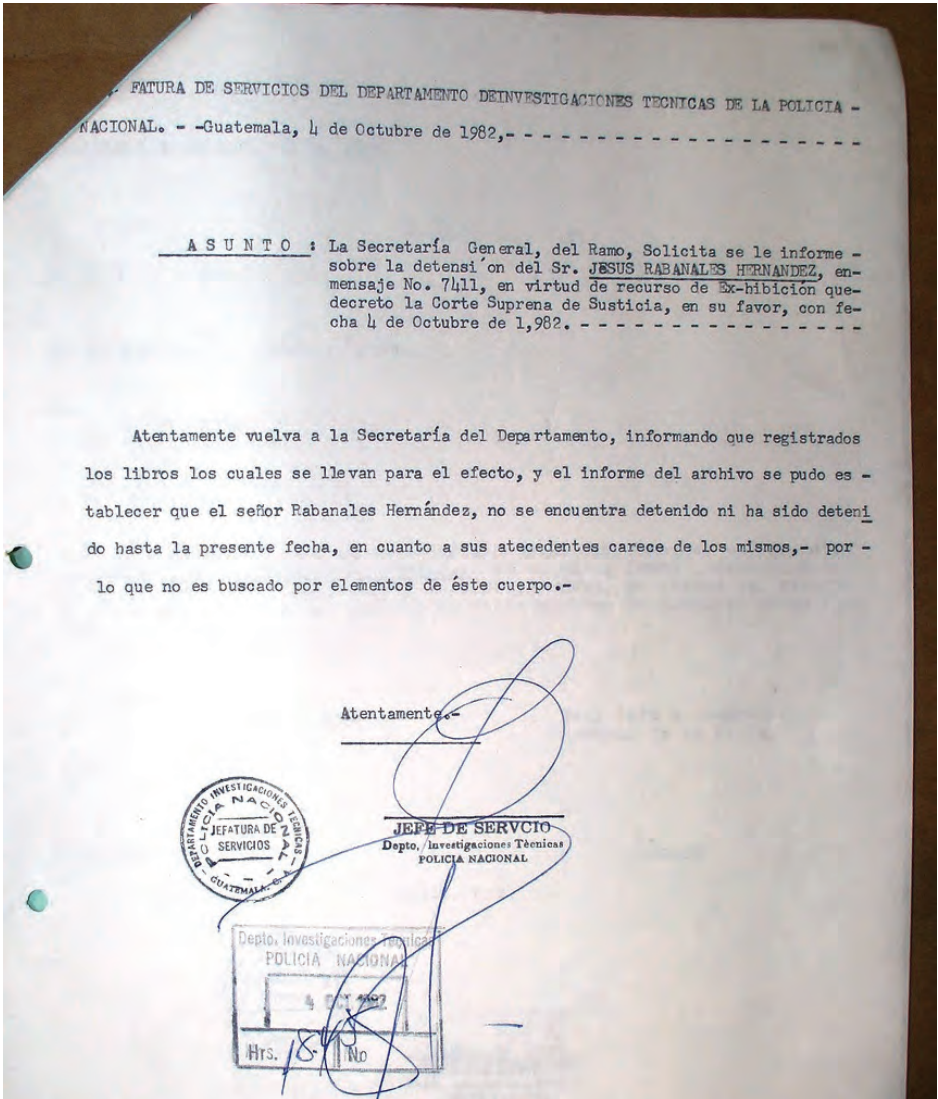 FATURA DE SERVICIOS DEL DEPARTAMENTO DEINVESTIGACIONES TECNICAS DE LA POLICIA -
NACIONAL. - -Guatemala, 4 de Octubre de 1982,- - - - - - - - - - - - - - - - - - -
A S U N T O : La Secretaría General, del Ramo, Solicita se le informe -
sobre la detensi´on del Sr. JESUS RABANALES HERNANDEZ, en-
mensaje No. 7411, en virtud de recurso de Ex-hibición que-
decreto la Corte Suprena de Susticia, en su favor, con fe-
cha 4 de Octubre de 1,982. - - - - - - - - - - - - - - - - -
Atentamente vuelva a la Secretaría del Departamento, informando que registrados
los libros los cuales se llevan para el efecto, y el informe del archivo se pudo es -
tablecer que el señor Rabanales Hernández, no se encuentra detenido ni ha sido deteni
do hasta la presente fecha, en cuanto a sus atecedentes carece de los mismos,- por -
lo que no es buscado por elementos de éste cuerpo.-
Atentamente.-
DEPARTAMENTO INVESTIGACIONES TECNICAS
POLICIA NACIONAL
JEFATURA DE
SERVICIOS
GUATEMALA, C. A.
JEFE DE SERVCIO
Depto. Investigaciones Tècnicas
POLICIA NACIONAL
Depto. Investigaciones Tecnicas
POLICIA NACIONAL
4 OCT 1982
Hrs. No